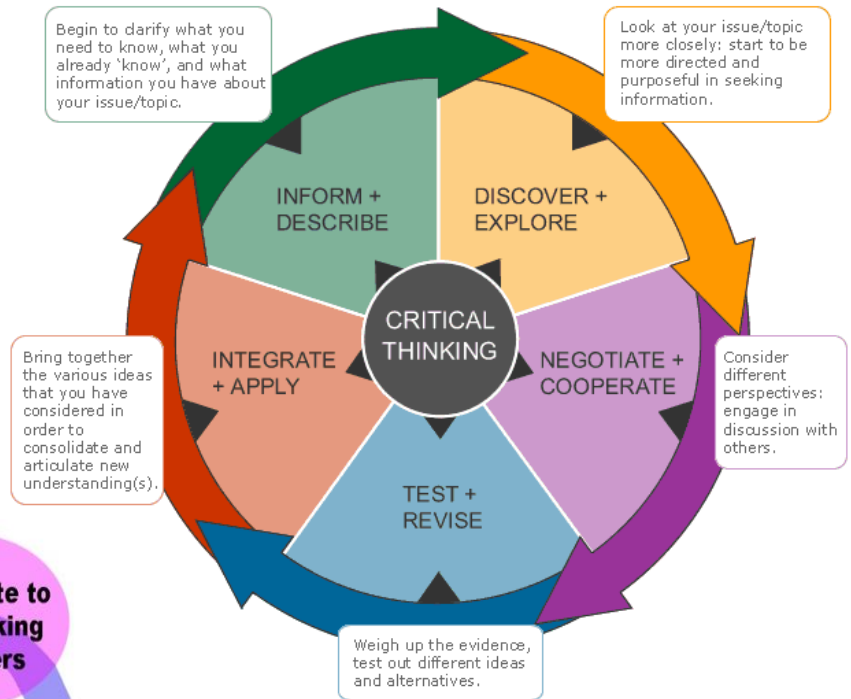 Begin to clarify what you
need to know, what you
already ‘know’, and what
information you have about
your issue/topic.
Look at your issue/topic
more closely: start to be
more directed and
purposeful in seeking
information.
INFORM +
DESCRIBE
DISCOVER +
EXPLORE
CRITICAL
THINKING
INTEGRATE
+ APPLY
NEGOTIATE +
COOPERATE
TEST +
REVISE
Bring together
the various ideas
that you have
considered in
order to
consolidate and
articulate new
understanding(s).
Consider
different
perspectives:
engage in
discussion with
others.
Weigh up the evidence,
test out different ideas
and alternatives.
to